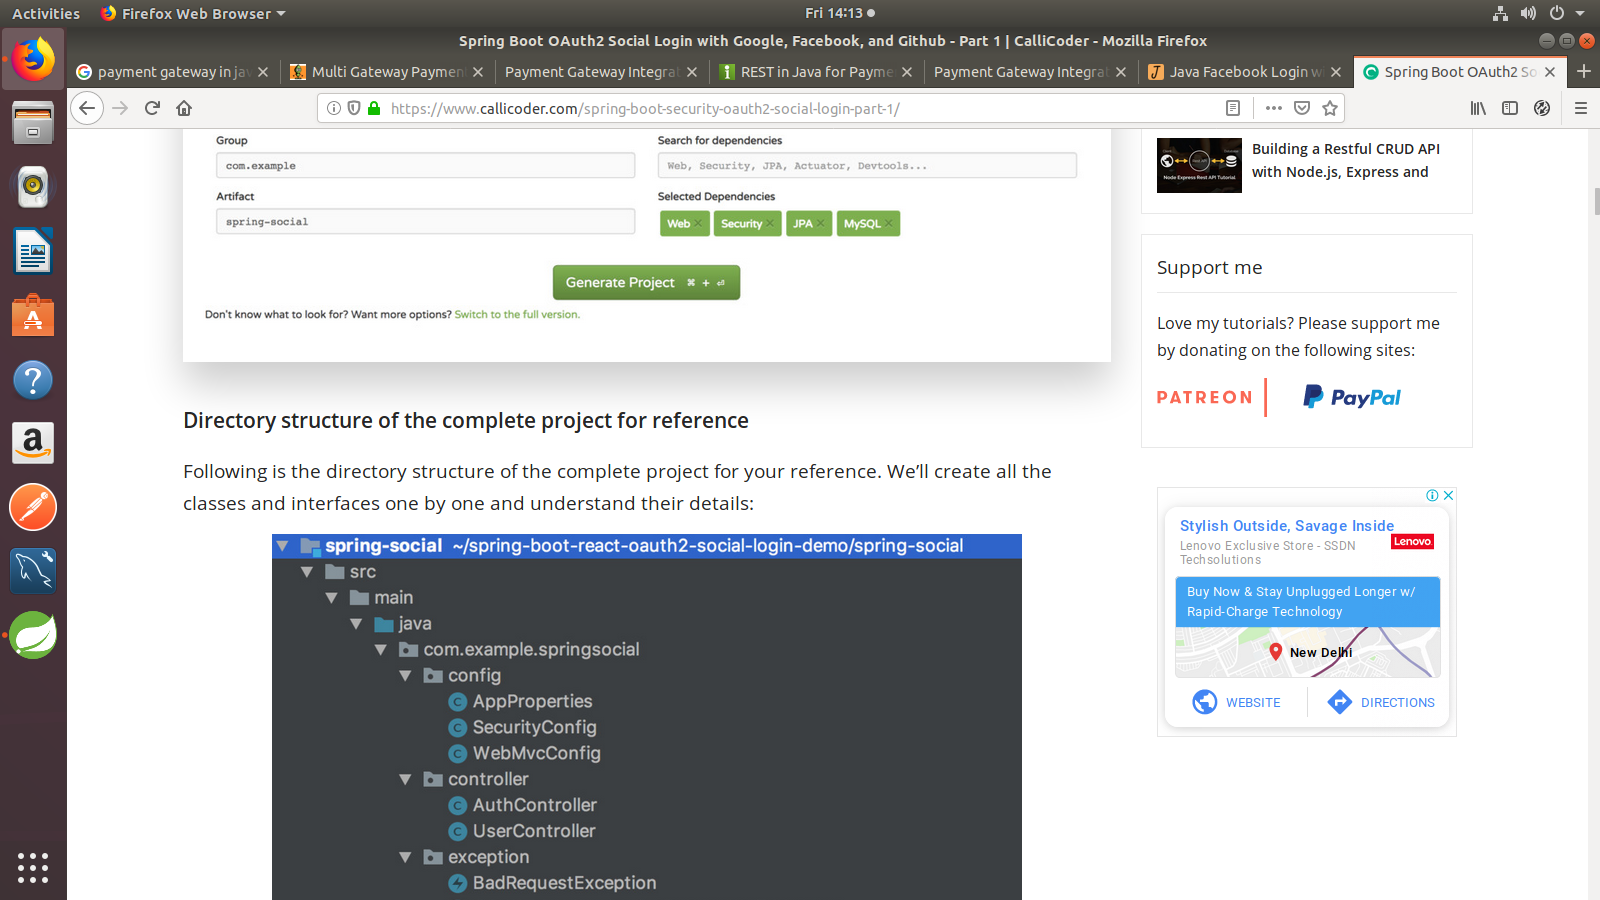 Activities
Firefox Web Browser
Fri 14:13
Spring Boot OAuth2 Social Login with Google, Facebook, and Github - Part 1 | CalliCoder - Mozilla Firefox
payment gateway in jav
Multi Gateway Paymen
Payment Gateway Integrat
REST in Java for Payme
Payment Gateway Integrat
Java Facebook Login w
Spring Boot OAuth2 So
https://www.callicoder.com/spring-boot-security-oauth2-social-login-part-1/
Group
com.example
Artifact
spring-social
Search for dependencies
Web, Security, JPA, Actuator, Devtools...
Selected Dependencies
Web
Security
JPA
MySQL
Generate Project ⌘ + ⏎
Don't know what to look for? Want more options? Switch to the full version.
Directory structure of the complete project for reference
Following is the directory structure of the complete project for your reference. We’ll create all the
classes and interfaces one by one and understand their details:
spring-social ~/spring-boot-react-oauth2-social-login-demo/spring-social
src
main
java
com.example.springsocial
config
AppProperties
SecurityConfig
WebMvcConfig
controller
AuthController
UserController
exception
BadRequestException
Building a Restful CRUD API
with Node.js, Express and
Node Express Rest API Tutorial.
Support me
Love my tutorials? Please support me
by donating on the following sites:
PATREON
PayPal
Stylish Outside, Savage Inside
Lenovo Exclusive Store - SSDN
Techsolutions
Lenovo
Buy Now & Stay Unplugged Longer w/
Rapid-Charge Technology
New Delhi
WEBSITE
DIRECTIONS